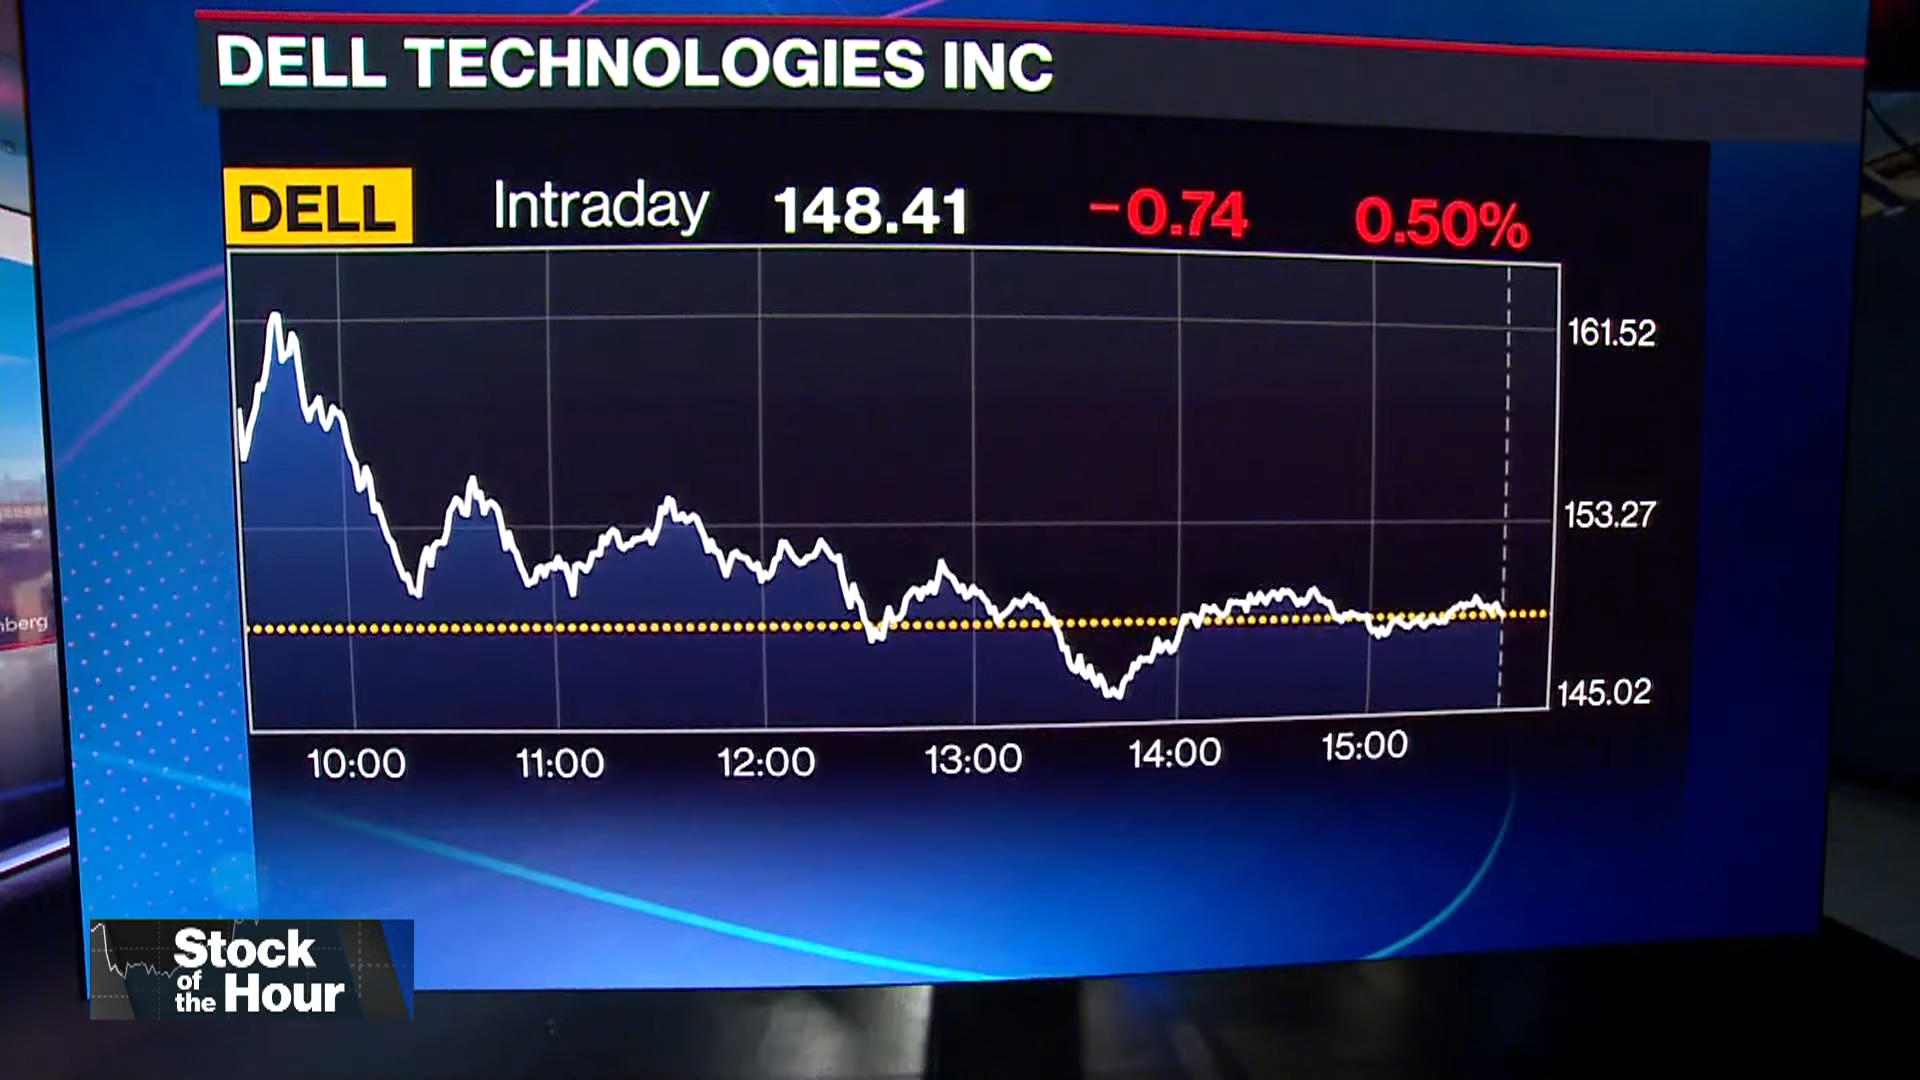 DELL TECHNOLOGIES INC
DELL Intraday 148.41 -0.74 0.50%
161.52
153.27
145.02
10:00 11:00 12:00 13:00 14:00 15:00
nberg
Stock
of
the Hour